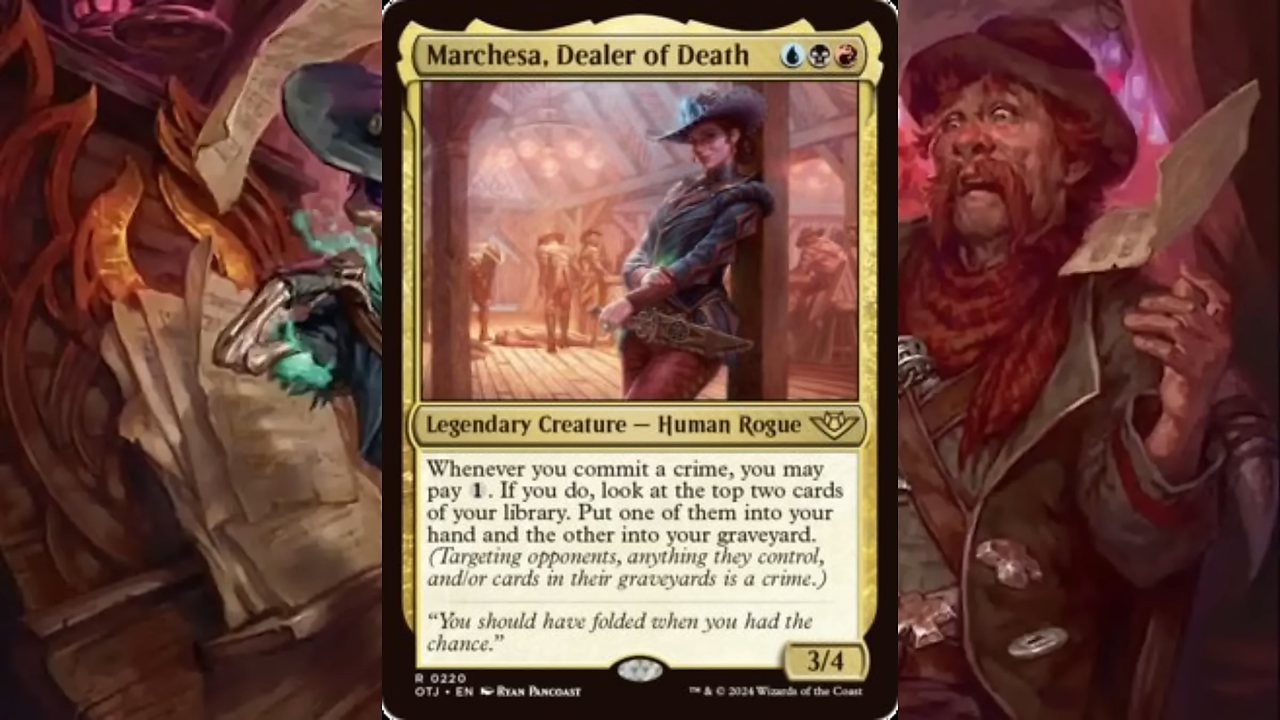 Marchesa, Dealer of Death
Legendary Creature — Human Rogue
Whenever you commit a crime, you may
pay 1. If you do, look at the top two cards
of your library. Put one of them into your
hand and the other into your graveyard.
(Targeting opponents, anything they control,
and/or cards in their graveyards is a crime.)
“You should have folded when you had the
chance.”
3/4
R 0220
OTJ • EN Ryan Pancoast
™ & © 2024 Wizards of the Coast